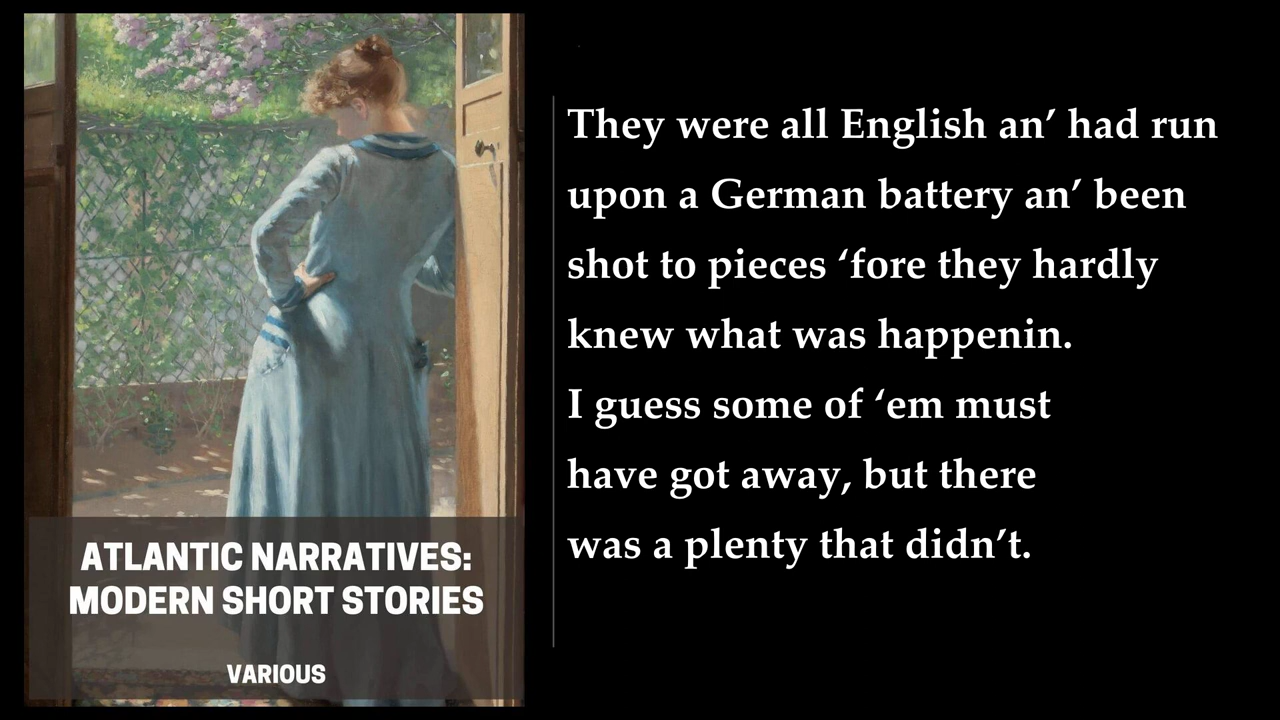 They were all English an’ had run
upon a German battery an’ been
shot to pieces ‘fore they hardly
knew what was happenin.
I guess some of ‘em must
have got away, but there
was a plenty that didn’t.
ATLANTIC NARRATIVES:
MODERN SHORT STORIES
VARIOUS